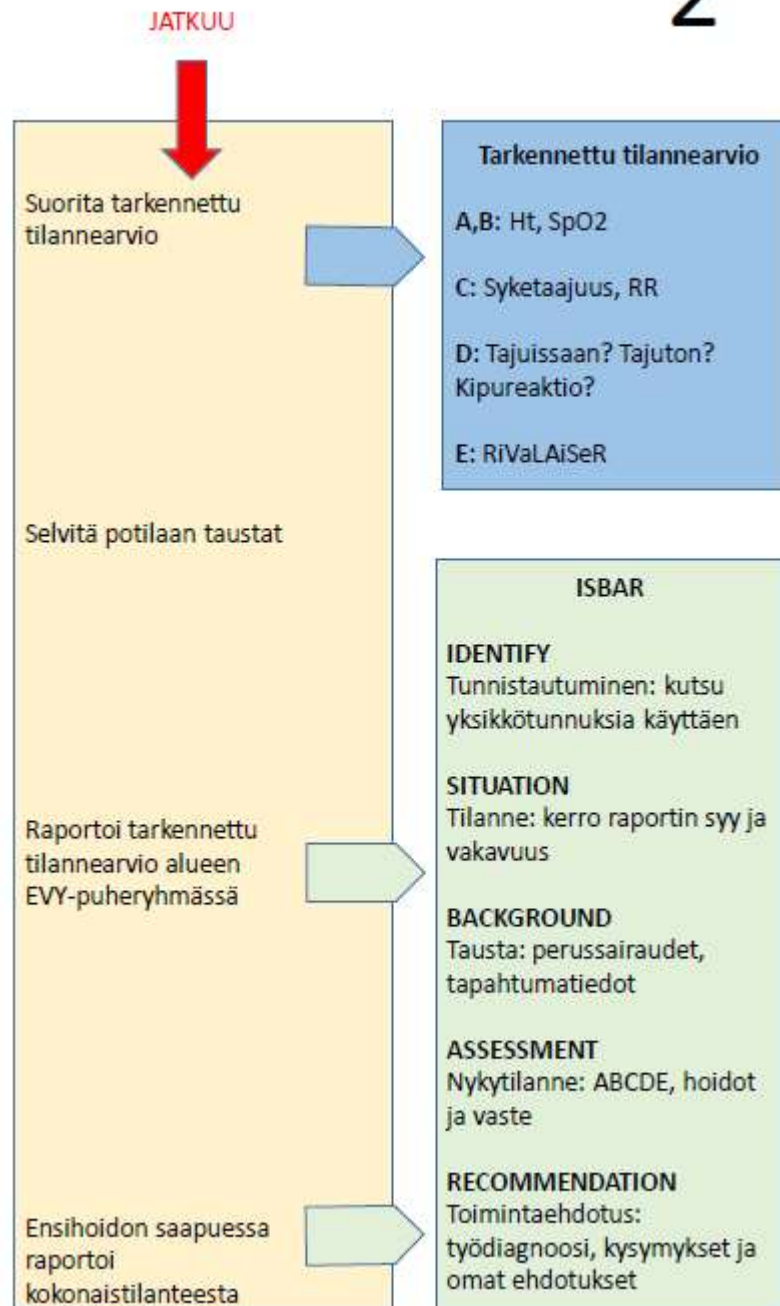 JATKUU
2
Suorita tarkennettu
tilannearvio
Selvitä potilaan taustat
Raportoi tarkennettu
tilannearvio alueen
EVY-puheryhmässä
Ensihoidon saapuessa
raportoi
kokonaistilanteesta
Tarkennettu tilannearvio
A,B: Ht, SpO2
C: Syketaajuus, RR
D: Tajuissaan? Tajuton?
Kipureaktio?
E: RiVaLAiSeR
ISBAR
IDENTIFY
Tunnistautuminen: kutsu
yksikkötunnuksia käyttäen
SITUATION
Tilanne: kerro raportin syy ja
vakavuus
BACKGROUND
Tausta: perussairaudet,
tapahtumatiedot
ASSESSMENT
Nykytilanne: ABCDE, hoidot
ja vaste
RECOMMENDATION
Toimintaehdotus:
työdiagnoosi, kysymykset ja
omat ehdotukset